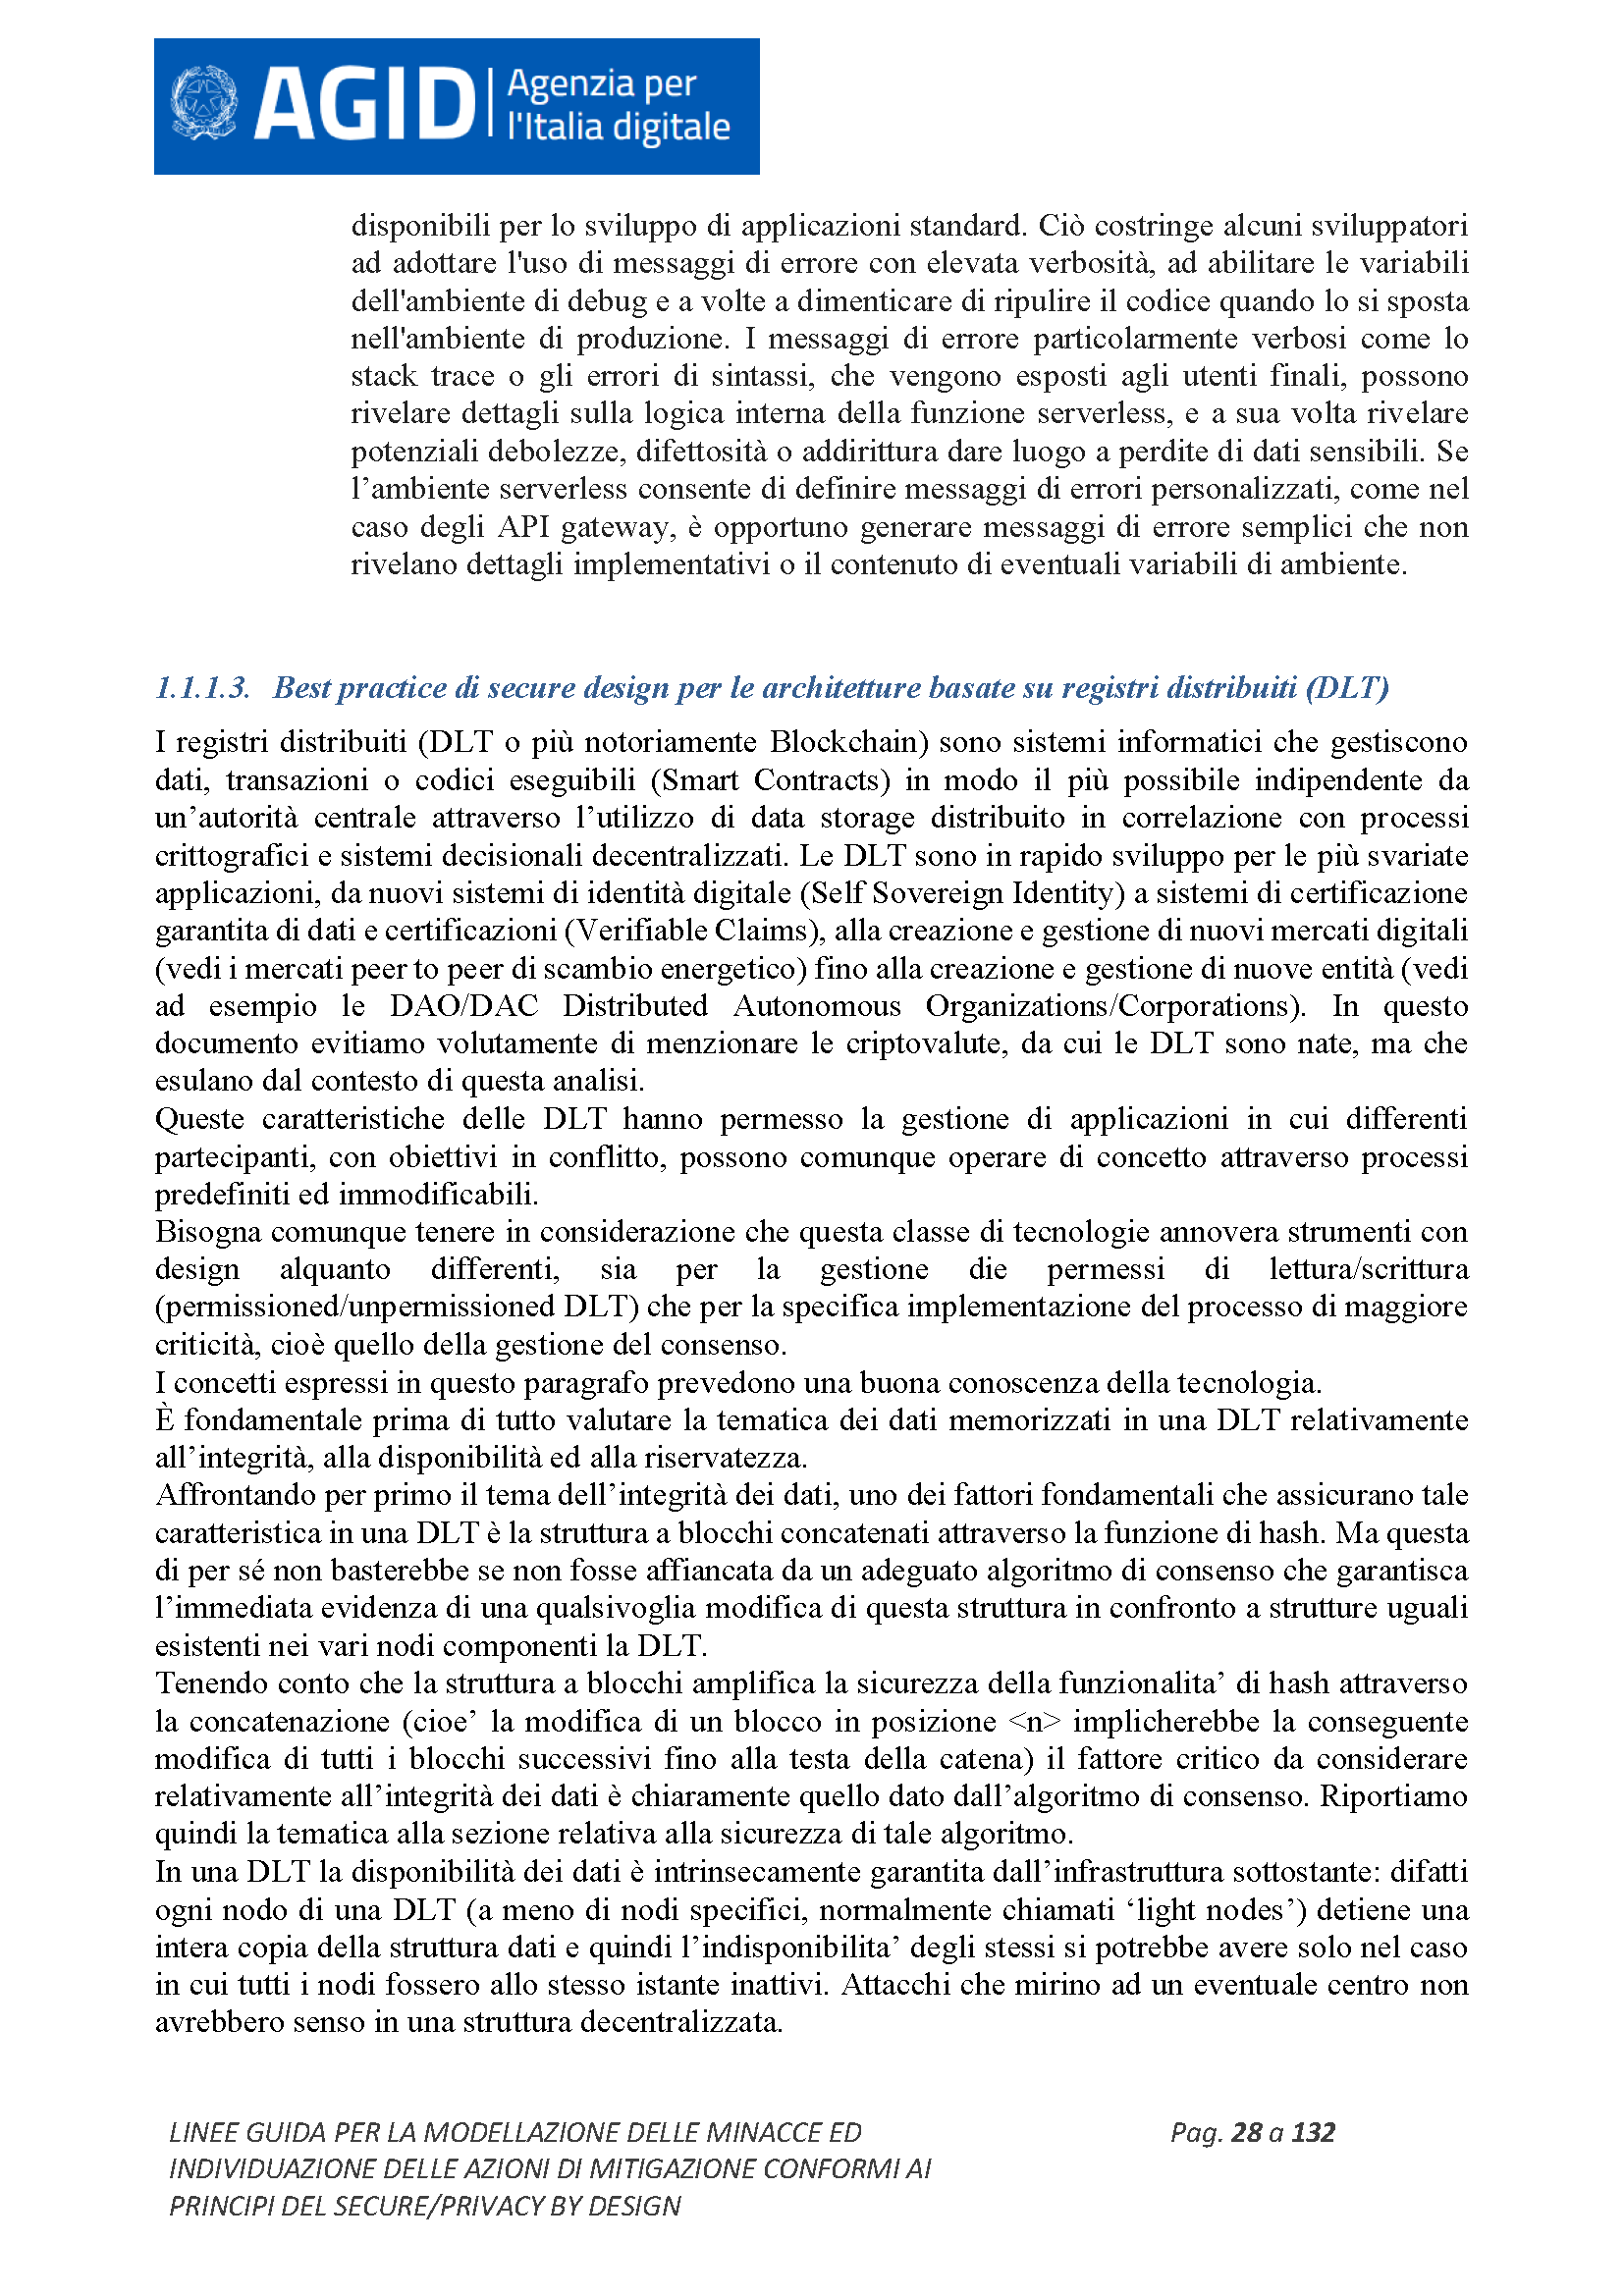 AGID
Agenzia per
l'Italia digitale
disponibili per lo sviluppo di applicazioni standard. Ciò costringe alcuni sviluppatori
ad adottare l'uso di messaggi di errore con elevata verbosità, ad abilitare le variabili
dell'ambiente di debug e a volte a dimenticare di ripulire il codice quando lo si sposta
nell'ambiente di produzione. I messaggi di errore particolarmente verbosi come lo
stack trace o gli errori di sintassi, che vengono esposti agli utenti finali, possono
rivelare dettagli sulla logica interna della funzione serverless, e a sua volta rivelare
potenziali debolezze, difettosità o addirittura dare luogo a perdite di dati sensibili. Se
l’ambiente serverless consente di definire messaggi di errori personalizzati, come nel
caso degli API gateway, è opportuno generare messaggi di errore semplici che non
rivelano dettagli implementativi o il contenuto di eventuali variabili di ambiente.
1.1.1.3. Best practice di secure design per le architetture basate su registri distribuiti (DLT)
I registri distribuiti (DLT o più notoriamente Blockchain) sono sistemi informatici che gestiscono
dati, transazioni o codici eseguibili (Smart Contracts) in modo il più possibile indipendente da
un’autorità centrale attraverso l’utilizzo di data storage distribuito in correlazione con processi
crittografici e sistemi decisionali decentralizzati. Le DLT sono in rapido sviluppo per le più svariate
applicazioni, da nuovi sistemi di identità digitale (Self Sovereign Identity) a sistemi di certificazione
garantita di dati e certificazioni (Verifiable Claims), alla creazione e gestione di nuovi mercati digitali
(vedi i mercati peer to peer di scambio energetico) fino alla creazione e gestione di nuove entità (vedi
ad esempio le DAO/DAC Distributed Autonomous Organizations/Corporations). In questo
documento evitiamo volutamente di menzionare le criptovalute, da cui le DLT sono nate, ma che
esulano dal contesto di questa analisi.
Queste caratteristiche delle DLT hanno permesso la gestione di applicazioni in cui differenti
partecipanti, con obiettivi in conflitto, possono comunque operare di concetto attraverso processi
predefiniti ed immodificabili.
Bisogna comunque tenere in considerazione che questa classe di tecnologie annovera strumenti con
design alquanto differenti, sia per la gestione die permessi di lettura/scrittura
(permissioned/unpermissioned DLT) che per la specifica implementazione del processo di maggiore
criticità, cioè quello della gestione del consenso.
I concetti espressi in questo paragrafo prevedono una buona conoscenza della tecnologia.
È fondamentale prima di tutto valutare la tematica dei dati memorizzati in una DLT relativamente
all’integrità, alla disponibilità ed alla riservatezza.
Affrontando per primo il tema dell’integrità dei dati, uno dei fattori fondamentali che assicurano tale
caratteristica in una DLT è la struttura a blocchi concatenati attraverso la funzione di hash. Ma questa
di per sé non basterebbe se non fosse affiancata da un adeguato algoritmo di consenso che garantisca
l’immediata evidenza di una qualsivoglia modifica di questa struttura in confronto a strutture uguali
esistenti nei vari nodi componenti la DLT.
Tenendo conto che la struttura a blocchi amplifica la sicurezza della funzionalita’ di hash attraverso
la concatenazione (cioe’ la modifica di un blocco in posizione <n> implicherebbe la conseguente
modifica di tutti i blocchi successivi fino alla testa della catena) il fattore critico da considerare
relativamente all’integrità dei dati è chiaramente quello dato dall’algoritmo di consenso. Riportiamo
quindi la tematica alla sezione relativa alla sicurezza di tale algoritmo.
In una DLT la disponibilità dei dati è intrinsecamente garantita dall’infrastruttura sottostante: difatti
ogni nodo di una DLT (a meno di nodi specifici, normalmente chiamati ‘light nodes’) detiene una
intera copia della struttura dati e quindi l’indisponibilita’ degli stessi si potrebbe avere solo nel caso
in cui tutti i nodi fossero allo stesso istante inattivi. Attacchi che mirino ad un eventuale centro non
avrebbero senso in una struttura decentralizzata.
LINEE GUIDA PER LA MODELLAZIONE DELLE MINACCE ED
INDIVIDUAZIONE DELLE AZIONI DI MITIGAZIONE CONFORMI AI
PRINCIPI DEL SECURE/PRIVACY BY DESIGN
Pag. 28 a 132